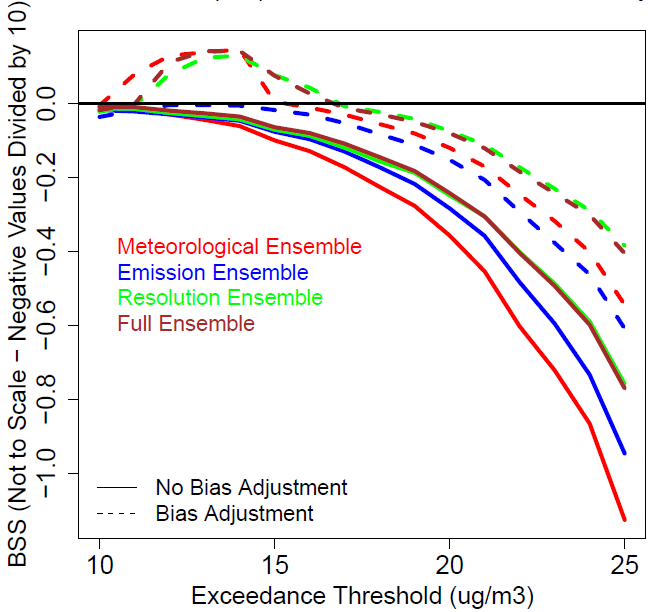 BSS (Not to Scale − Negative Values Divided by 10)
0.0
−0.2
−0.4
−0.6
−0.8
−1.0
Meteorological Ensemble
Emission Ensemble
Resolution Ensemble
Full Ensemble
No Bias Adjustment
Bias Adjustment
10 15 20 25
Exceedance Threshold (ug/m3)